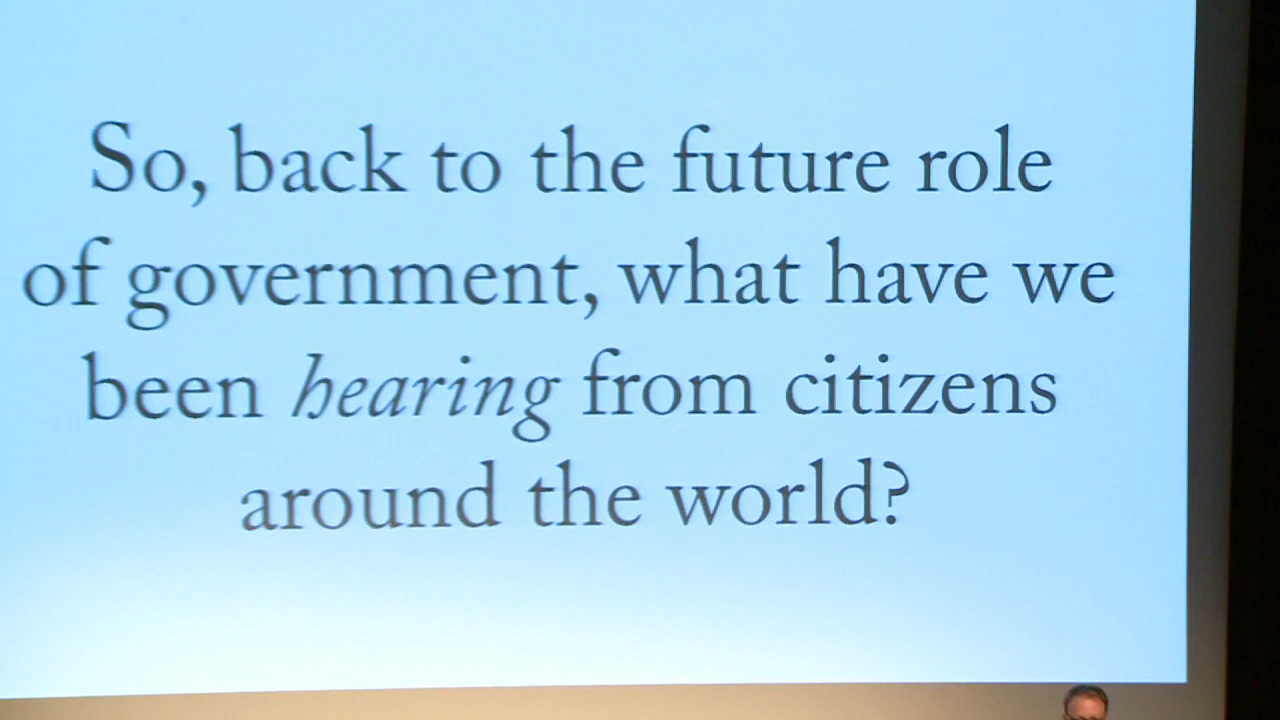 So, back to the future role
of government, what have we
been hearing from citizens
around the world?